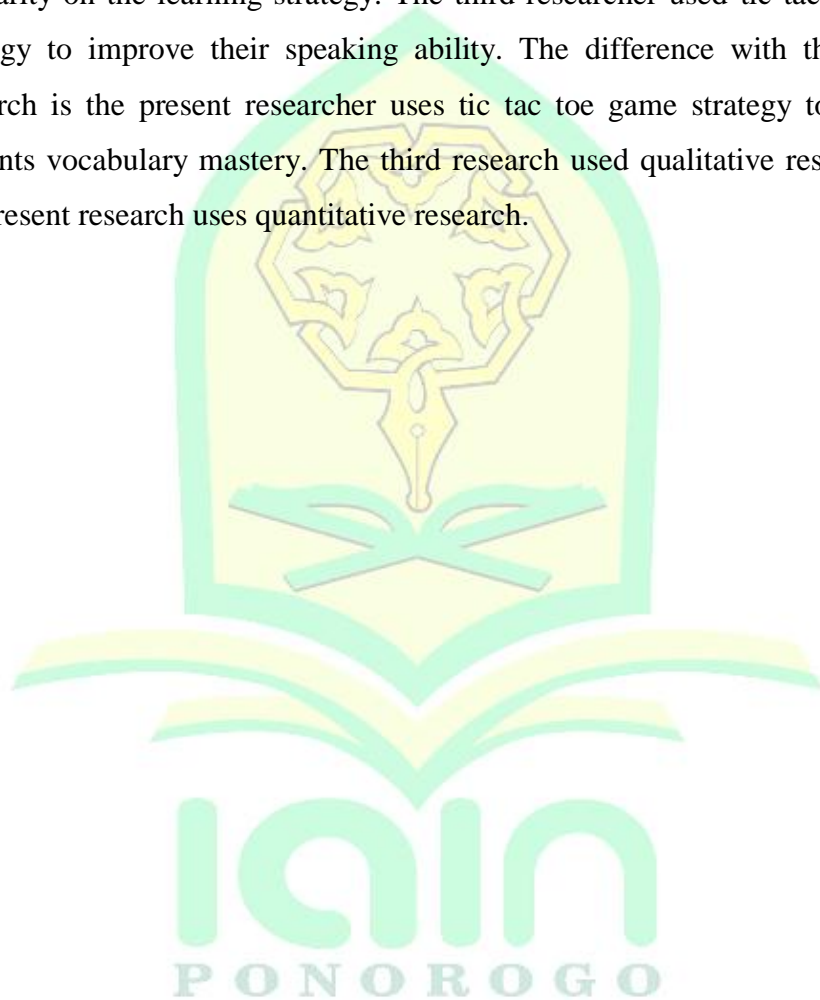 arity on the learning strategy. The third researcher used tic tac
gy to improve their speaking ability. The difference with th
rch is the present researcher uses tic tac toe game strategy to
nts vocabulary mastery. The third research used qualitative res
resent research uses quantitative research.
IAIN
PONOROGO